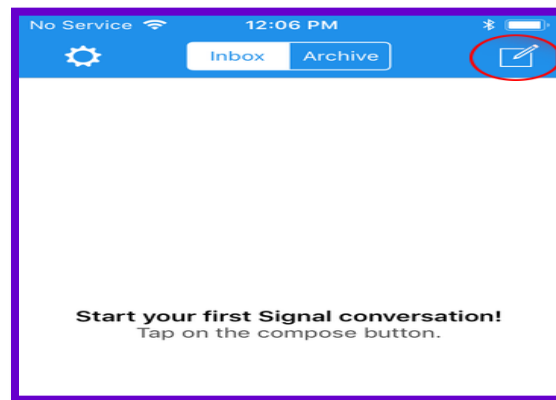 No Service 12:06 PM
Inbox Archive
Start your first Signal conversation!
Tap on the compose button.